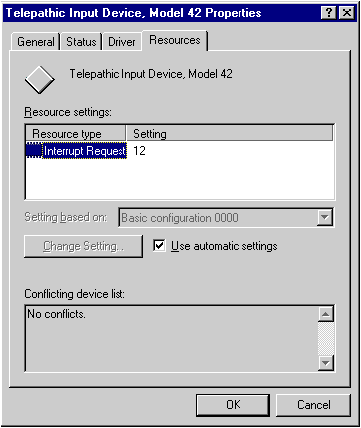 Telepathic Input Device, Model 42 Properties
General Status Driver Resources
Telepathic Input Device, Model 42
Resource settings:
Resource type Setting
Interrupt Request 12
Setting based on: Basic configuration 0000
Change Setting... Use automatic settings
Conflicting device list:
No conflicts.
OK Cancel